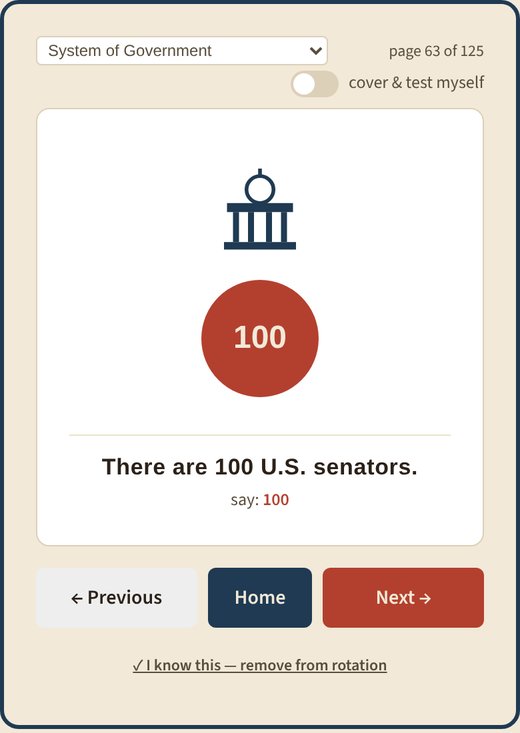 System of Government
page 63 of 125
cover & test myself
100
There are 100 U.S. senators.
say: 100
← Previous
Home
Next →
✓ I know this — remove from rotation